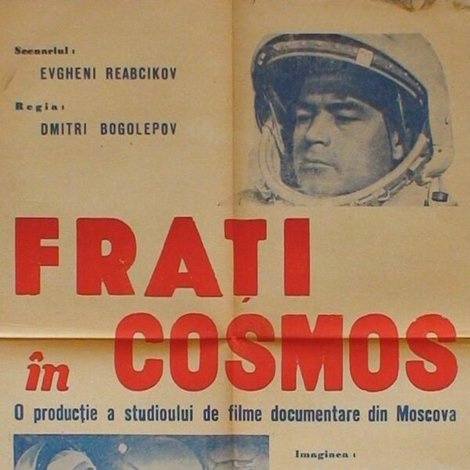 Scenariul:
EVGHENI REABCIKOV
Regia:
DMITRI BOGOLEPOV
FRAȚI
în COSMOS
O producție a studioului de filme documentare din Moscova
Imaginea: